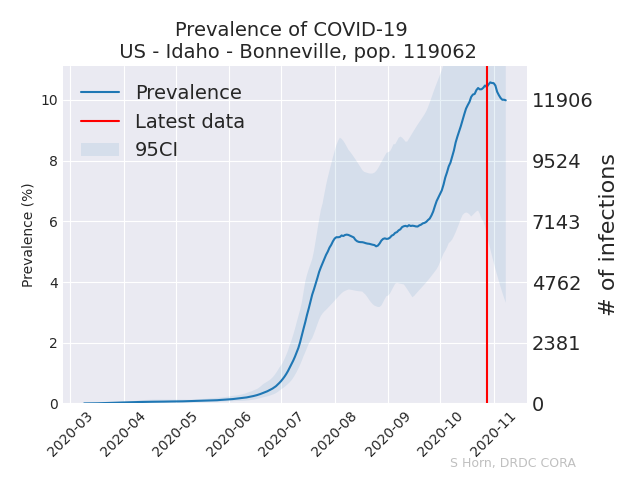 Prevalence of COVID-19
US - Idaho - Bonneville, pop. 119062
Prevalence
Latest data
95CI
Prevalence (%)
10
8
6
4
2
0
11906
9524
7143
4762
2381
0
# of infections
2020-03
2020-04
2020-05
2020-06
2020-07
2020-08
2020-09
2020-10
2020-11
S Horn, DRDC CORA